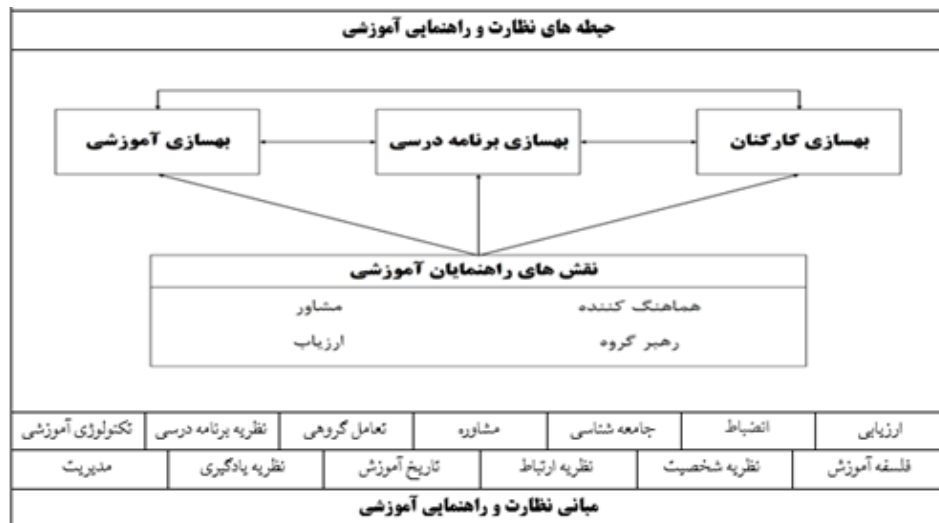 حیطه های نظارت و راهنمایی آموزشی
بهسازی کارکنان
بهسازی برنامه درسی
بهسازی آموزشی
نقش های راهنمایان آموزشی
هماهنگ کننده
مشاور
رهبر گروه
ارزیاب
ارزیابی
انضباط
جامعه شناسی
مشاوره
تعامل گروهی
نظریه برنامه درسی
تکنولوژی آموزشی
فلسفه آموزش
نظریه شخصیت
نظریه ارتباط
تاریخ آموزش
نظریه یادگیری
مدیریت
مبانی نظارت و راهنمایی آموزشی